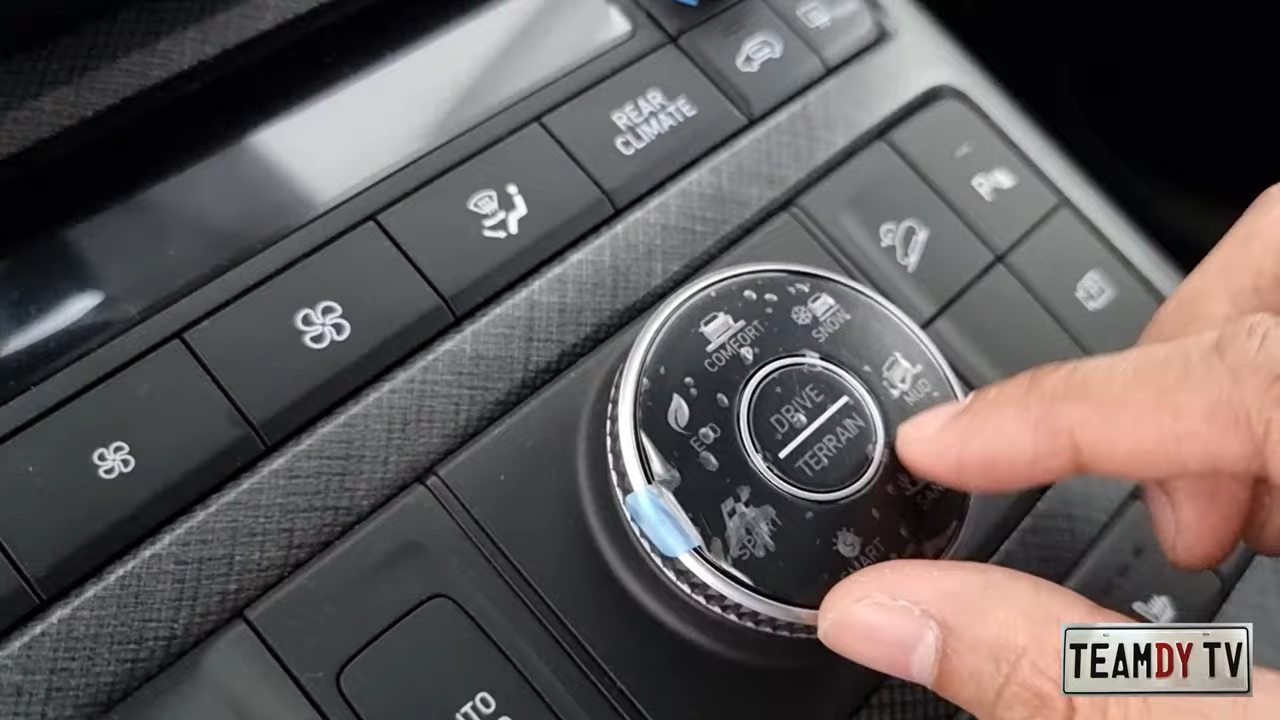 REAR
CLIMATE
COMFORT
SNOW
MUD
ECO
DRIVE
TERRAIN
SPORT
SMART
TEAMDY TV